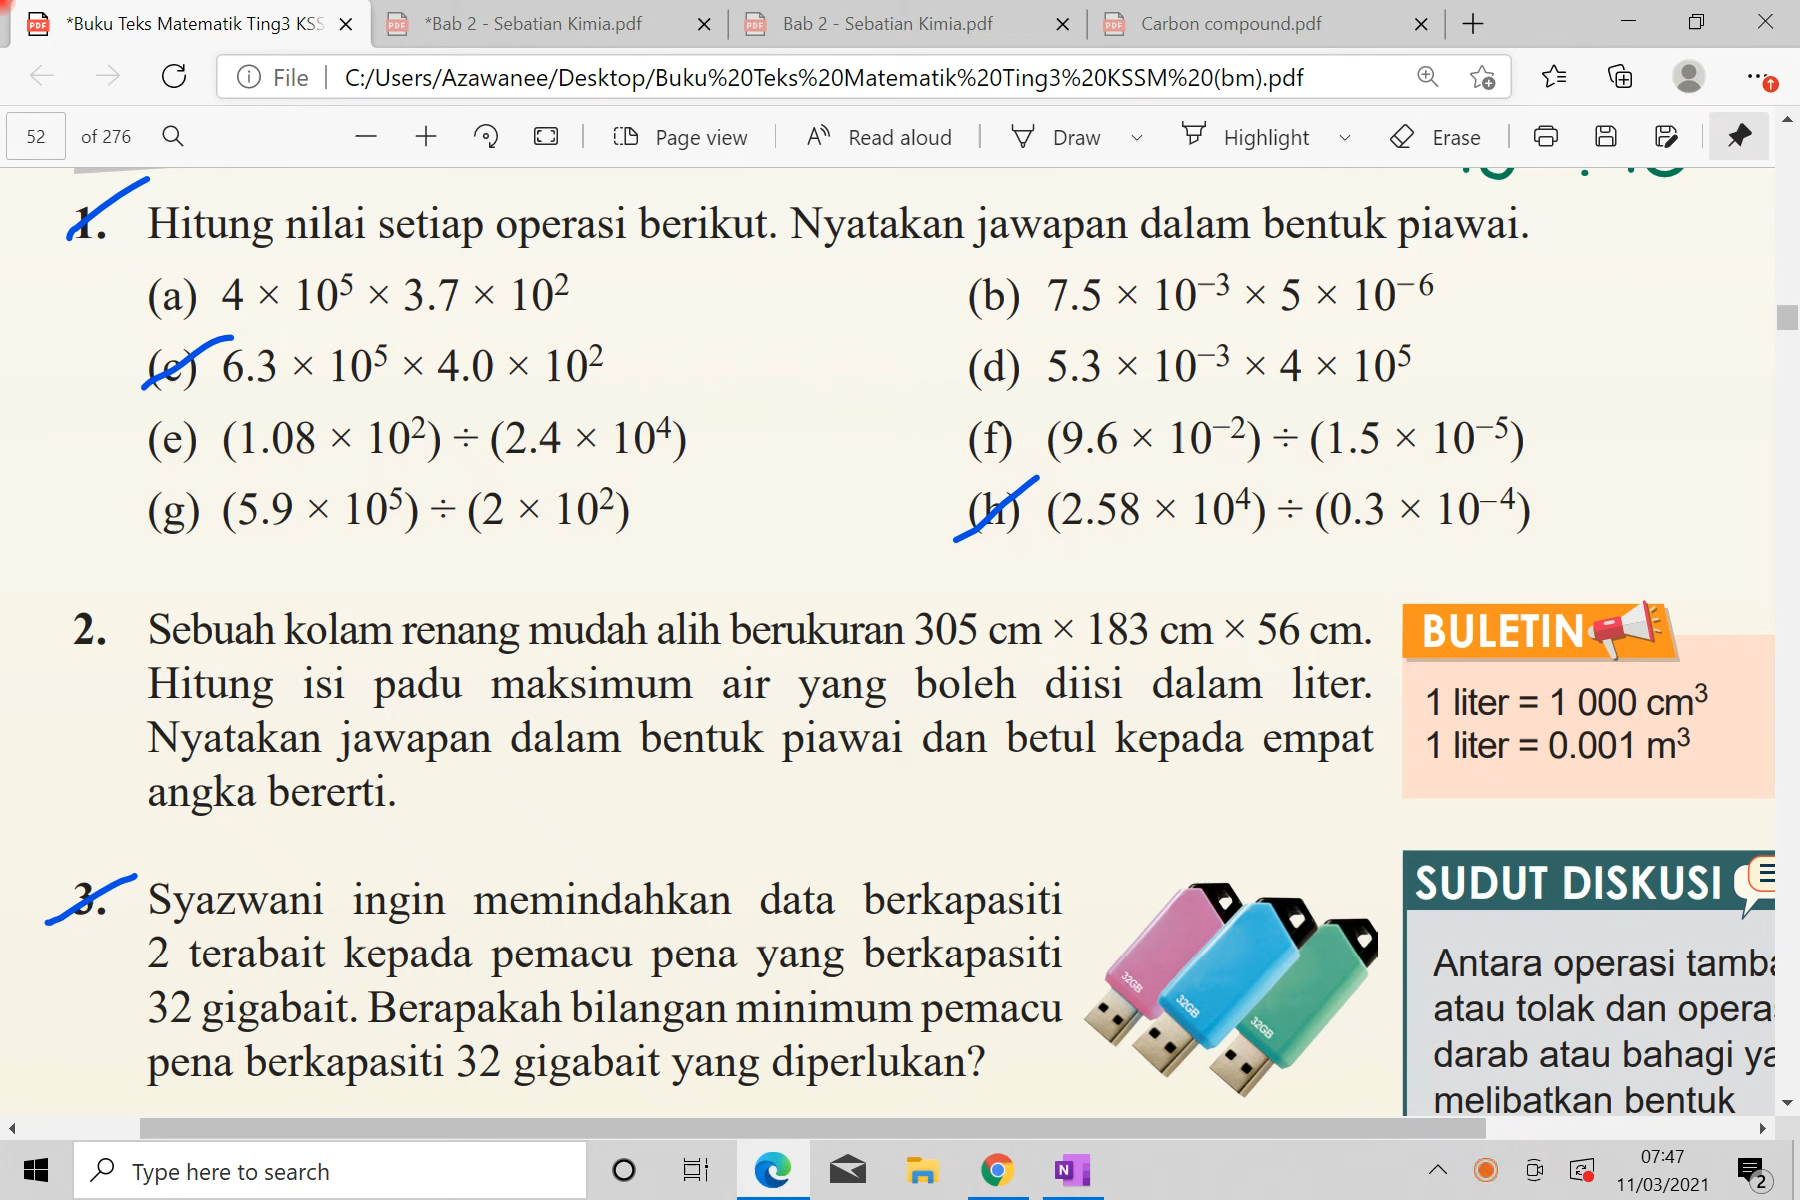 *Buku Teks Matematik Ting3 KSS
*Bab 2 - Sebatian Kimia.pdf
Bab 2 - Sebatian Kimia.pdf
Carbon compound.pdf
File
C:/Users/Azawanee/Desktop/Buku%20Teks%20Matematik%20Ting3%20KSSM%20(bm).pdf
52 of 276
Page view
Read aloud
Draw
Highlight
Erase
1. Hitung nilai setiap operasi berikut. Nyatakan jawapan dalam bentuk piawai.
(a) 4 × 10⁵ × 3.7 × 10²
(b) 7.5 × 10⁻³ × 5 × 10⁻⁶
(c) 6.3 × 10⁵ × 4.0 × 10²
(d) 5.3 × 10⁻³ × 4 × 10⁵
(e) (1.08 × 10²) ÷ (2.4 × 10⁴)
(f) (9.6 × 10⁻²) ÷ (1.5 × 10⁻⁵)
(g) (5.9 × 10⁵) ÷ (2 × 10²)
(h) (2.58 × 10⁴) ÷ (0.3 × 10⁻⁴)
2. Sebuah kolam renang mudah alih berukuran 305 cm × 183 cm × 56 cm.
Hitung isi padu maksimum air yang boleh diisi dalam liter.
Nyatakan jawapan dalam bentuk piawai dan betul kepada empat
angka bererti.
BULETIN
1 liter = 1 000 cm³
1 liter = 0.001 m³
3. Syazwani ingin memindahkan data berkapasiti
2 terabait kepada pemacu pena yang berkapasiti
32 gigabait. Berapakah bilangan minimum pemacu
pena berkapasiti 32 gigabait yang diperlukan?
32GB
32GB
32GB
SUDUT DISKUSI
Antara operasi tamba
atau tolak dan opera
darab atau bahagi ya
melibatkan bentuk
Type here to search
07:47
11/03/2021
2